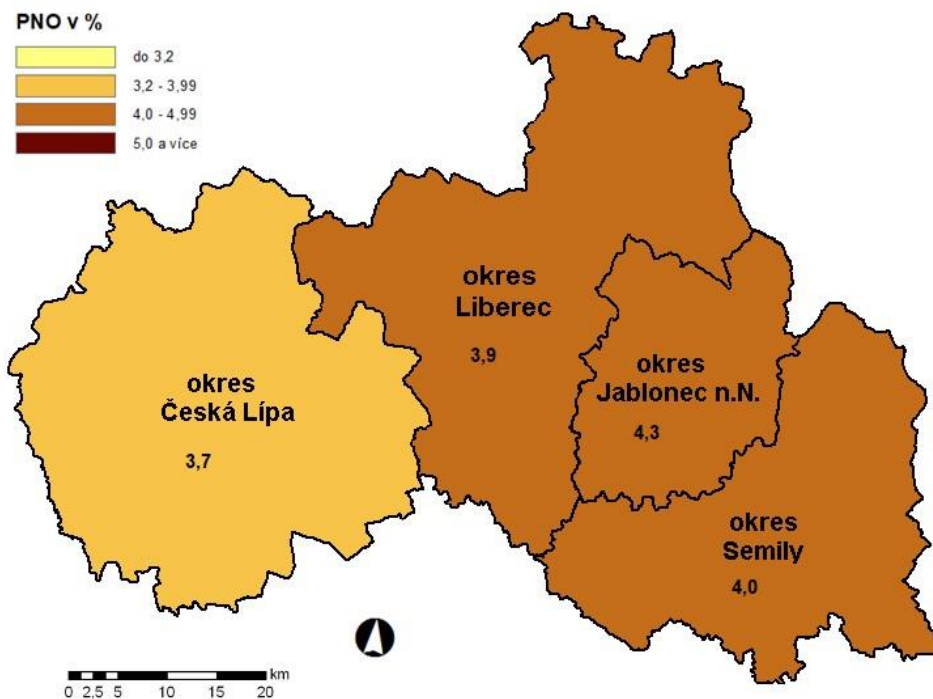 PNO v %
do 3,2
3,2 - 3,99
4,0 - 4,99
5,0 a více
okres
Liberec
3,9
okres
Jablonec n.N.
4,3
okres
Česká Lípa
3,7
okres
Semily
4,0
km
0 2,5 5 10 15 20